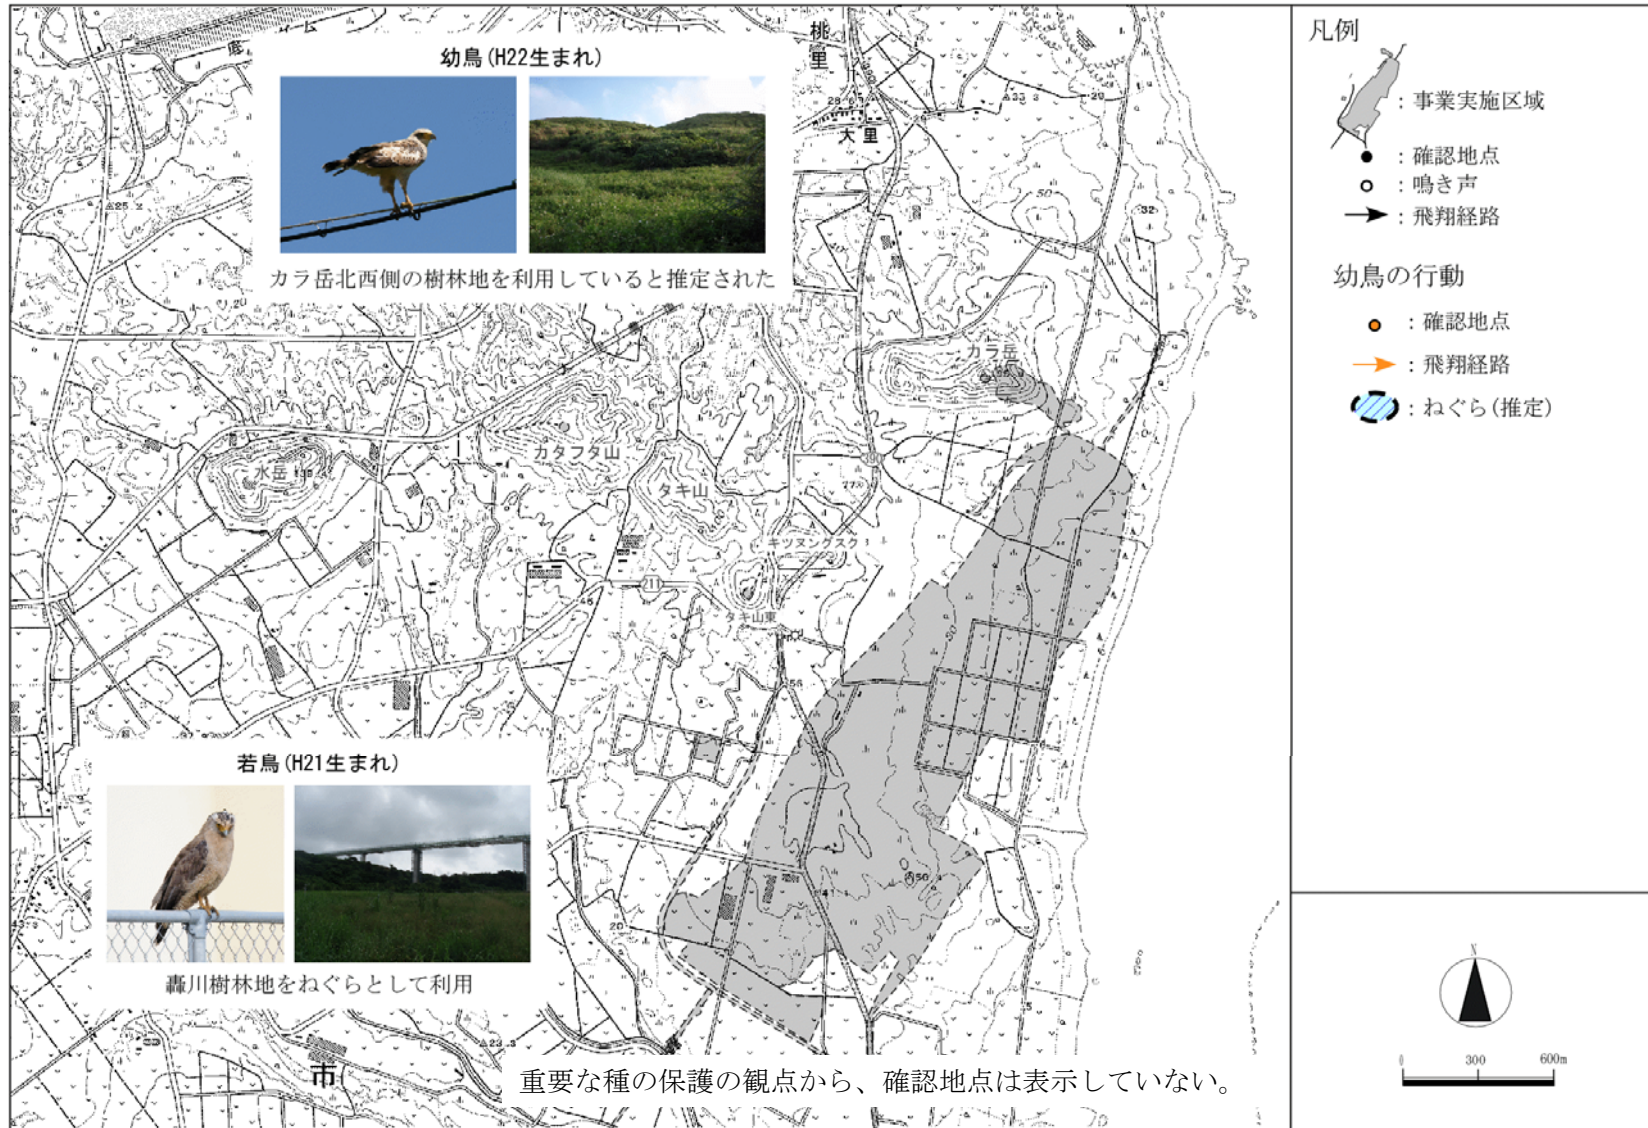 幼鳥(H22生まれ)
カラ岳北西側の樹林地を利用していると推定された
桃里
大里
カラ岳
水岳
カタフタ山
タキ山
キツヌングスク
タキ山東
390
211
若鳥(H21生まれ)
轟川樹林地をねぐらとして利用
市
重要な種の保護の観点から、確認地点は表示していない。
凡例
：事業実施区域
：確認地点
：鳴き声
：飛翔経路
幼鳥の行動
：確認地点
：飛翔経路
：ねぐら(推定)
N
0 300 600m